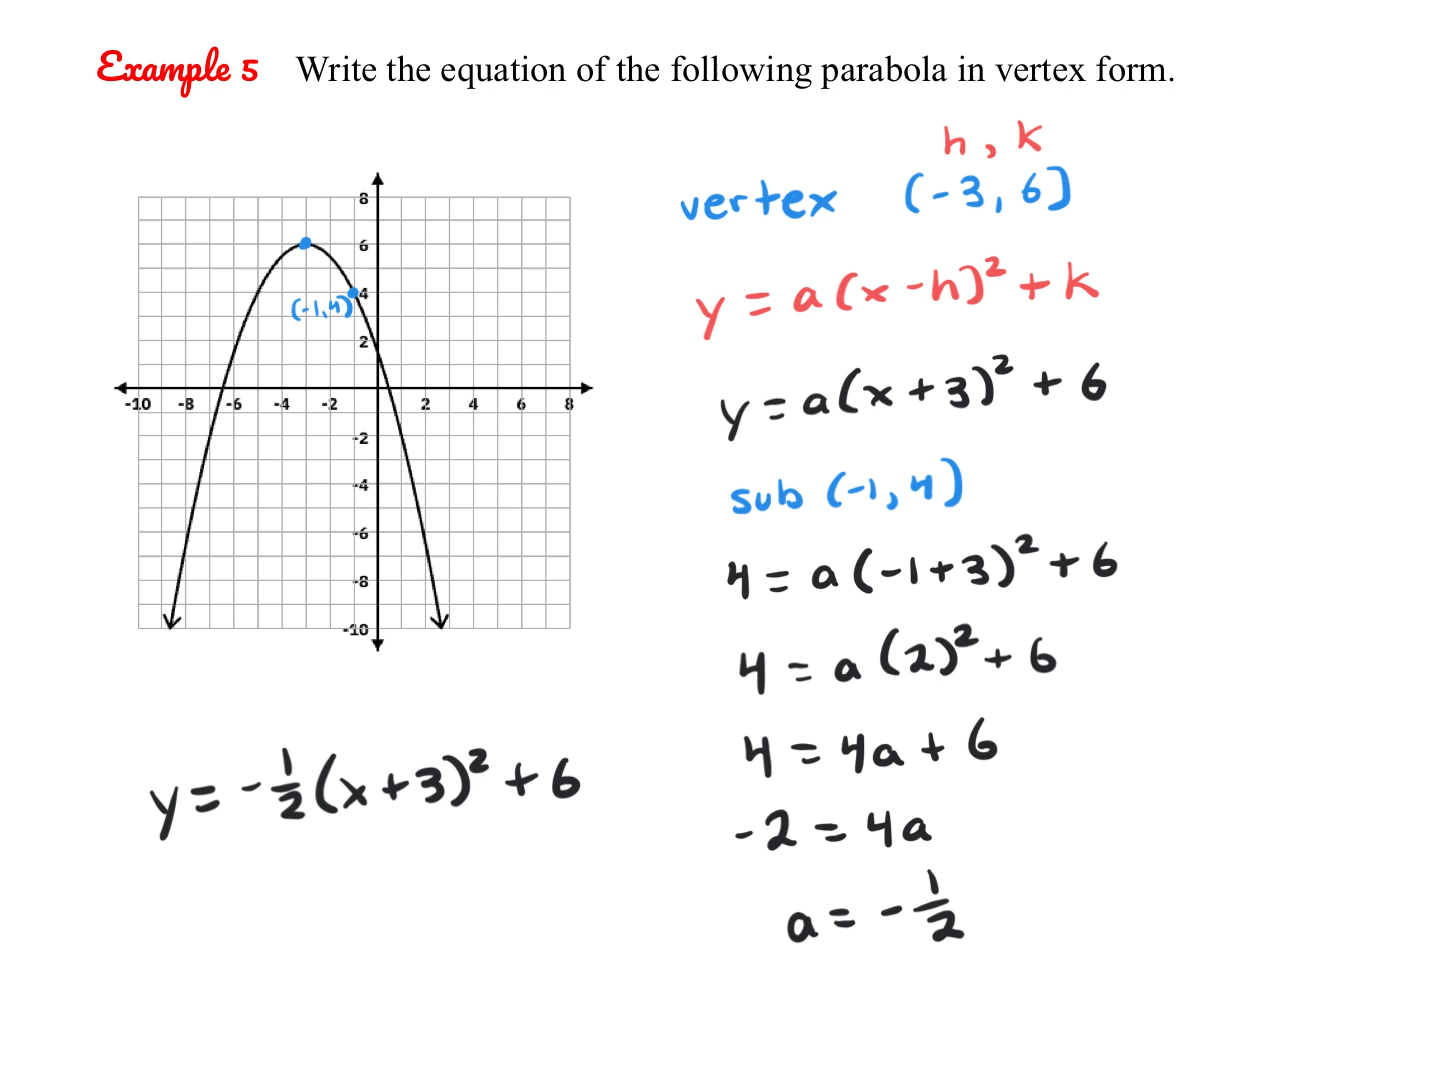 Example 5 Write the equation of the following parabola in vertex form.
h, k
vertex (-3, 6)
y = a(x-h)² + k
y = a(x+3)² + 6
sub (-1, 4)
4 = a(-1+3)² + 6
4 = a(2)² + 6
4 = 4a + 6
-2 = 4a
a = -1/2
8
6
4
(-1,4)
2
-10 -8 -6 -4 -2 2 4 6 8
-2
-4
-6
-8
-10
y = -1/2(x+3)² + 6